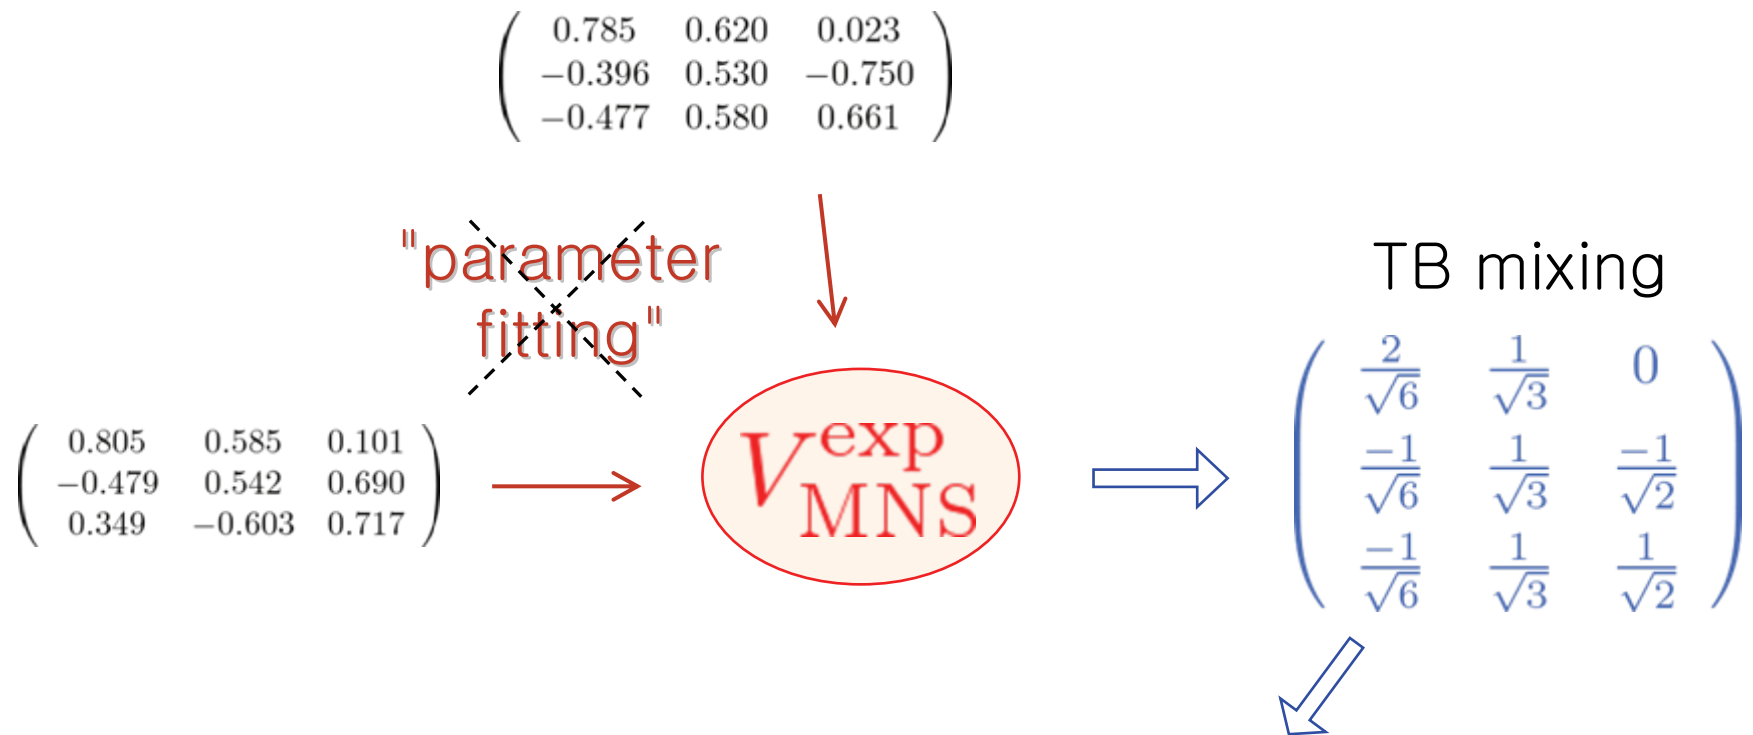 0.785 0.620 0.023
−0.396 0.530 −0.750
−0.477 0.580 0.661
"parameter
fitting"
TB mixing
0.805 0.585 0.101
−0.479 0.542 0.690
0.349 −0.603 0.717
V exp MNS
2/√6 1/√3 0
−1/√6 1/√3 −1/√2
−1/√6 1/√3 1/√2